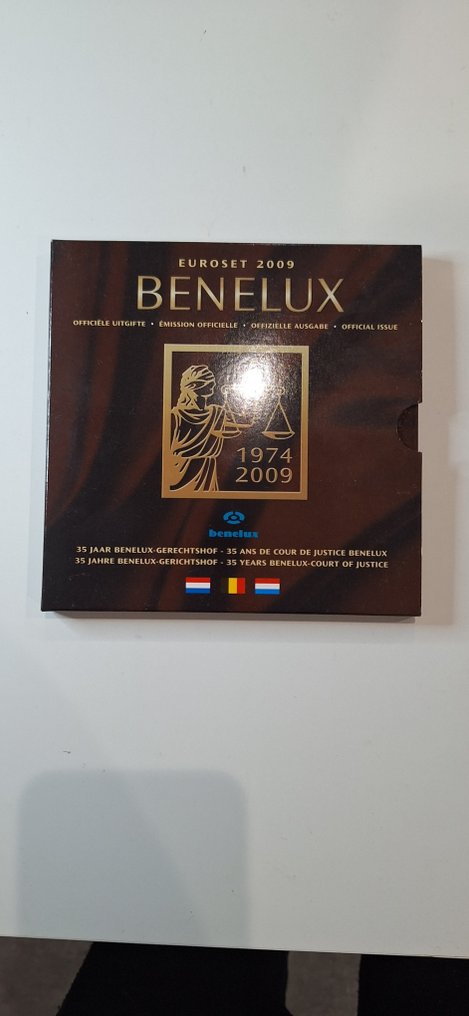 EUROSET 2009
BENELUX
OFFICIËLE UITGIFTE • ÉMISSION OFFICIELLE • OFFIZIELLE AUSGABE • OFFICIAL ISSUE
1974
2009
benelux
35 JAAR BENELUX-GERECHTSHOF - 35 ANS DE COUR DE JUSTICE BENELUX
35 JAHRE BENELUX-GERICHTSHOF - 35 YEARS BENELUX-COURT OF JUSTICE